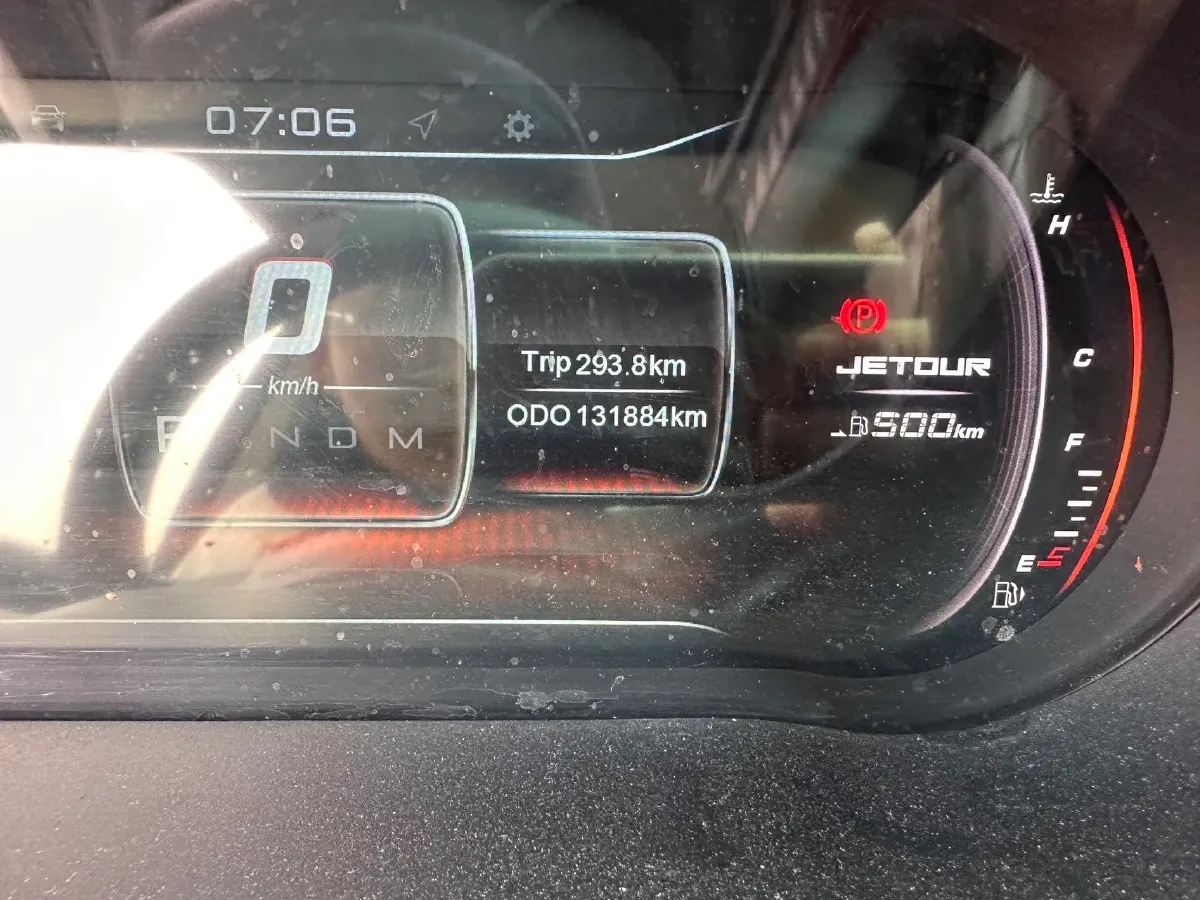 07:06
0
km/h
N D M
Trip 293.8km
ODO 131884km
P
JETOUR
500km
H
C
F
E